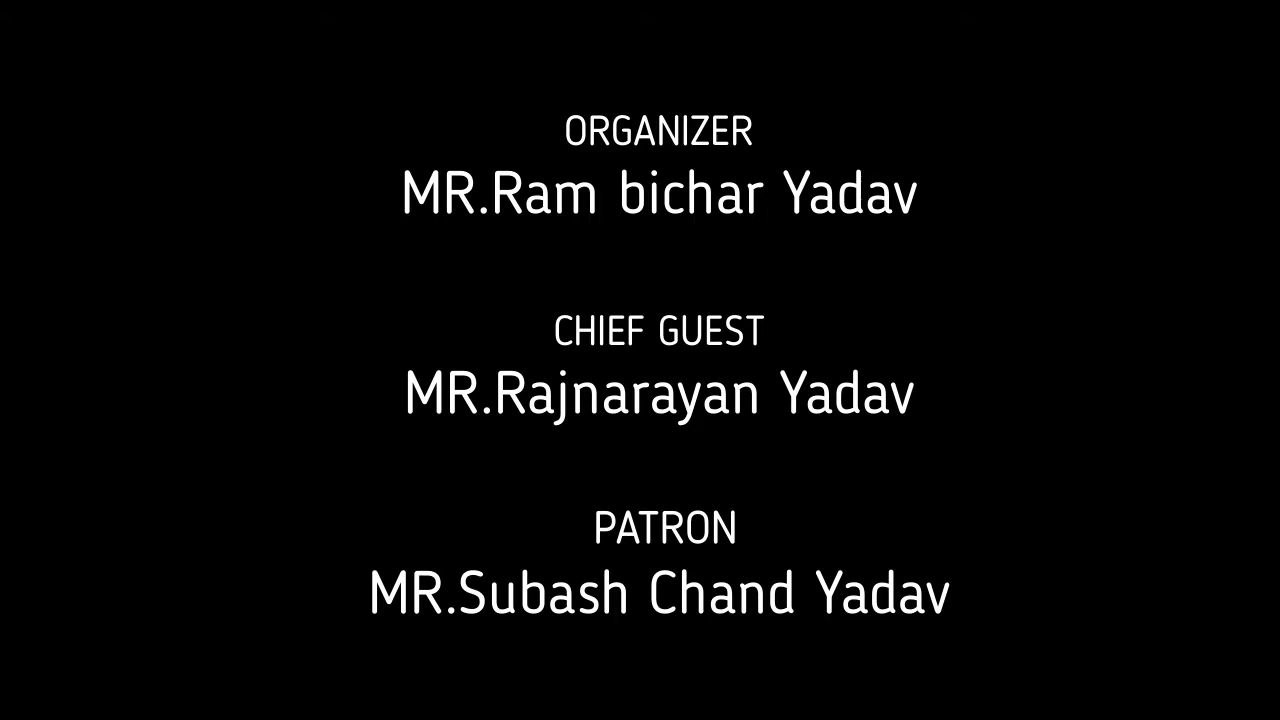 ORGANIZER
MR.Ram bichar Yadav
CHIEF GUEST
MR.Rajnarayan Yadav
PATRON
MR.Subash Chand Yadav